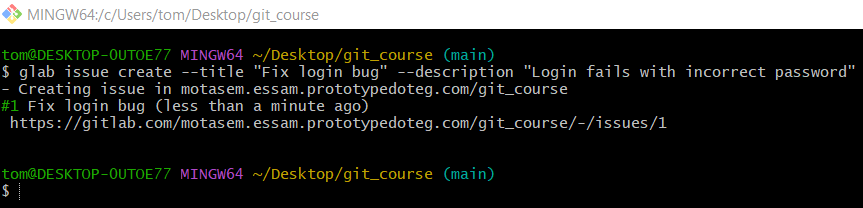 MINGW64:/c/Users/tom/Desktop/git_course
tom@DESKTOP-OUTOE77 MINGW64 ~/Desktop/git_course (main)
$ glab issue create --title "Fix login bug" --description "Login fails with incorrect password"
- Creating issue in motasem.essam.prototypedoteg.com/git_course
#1 Fix login bug (less than a minute ago)
https://gitlab.com/motasem.essam.prototypedoteg.com/git_course/-/issues/1
tom@DESKTOP-OUTOE77 MINGW64 ~/Desktop/git_course (main)
$